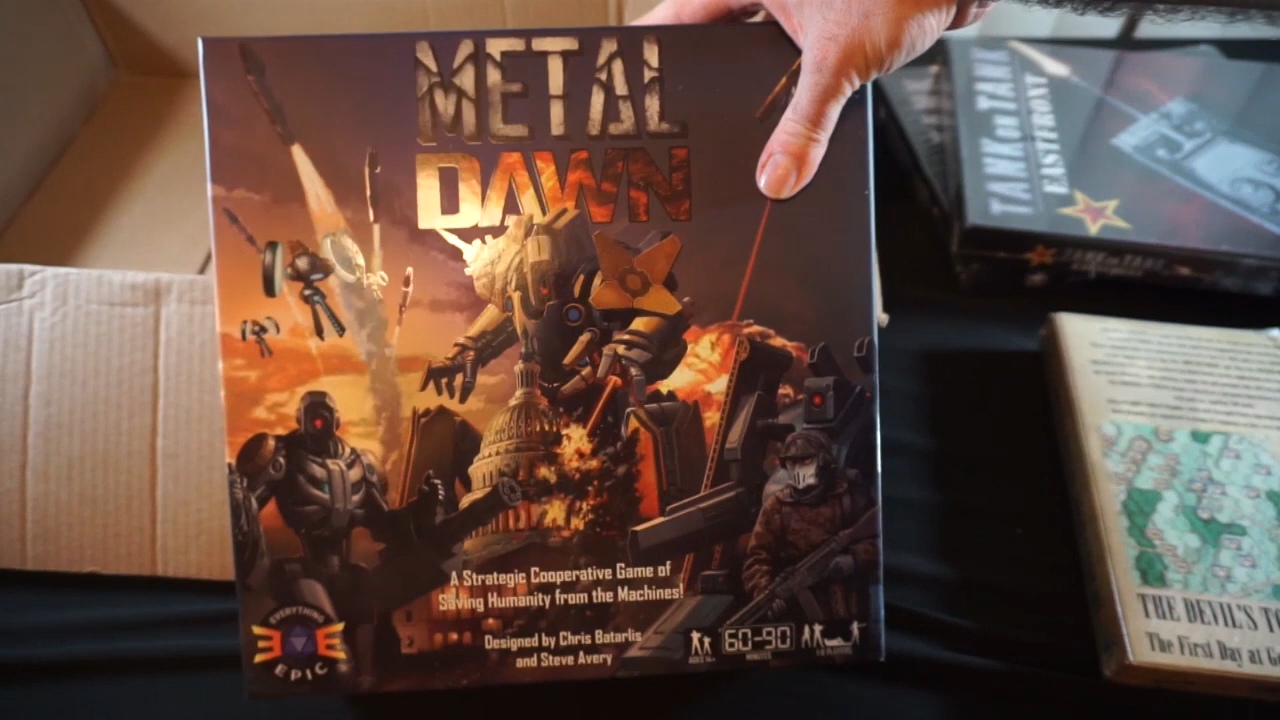 METAL
DAWN
A Strategic Cooperative Game of
Saving Humanity from the Machines!
Designed by Chris Batarlis
and Steve Avery
EVERYTHING
EPIC
60-90
MINUTES
TANK ON TANK
EASTFRONT
THE DEVIL'S TO
The First Day at Ge